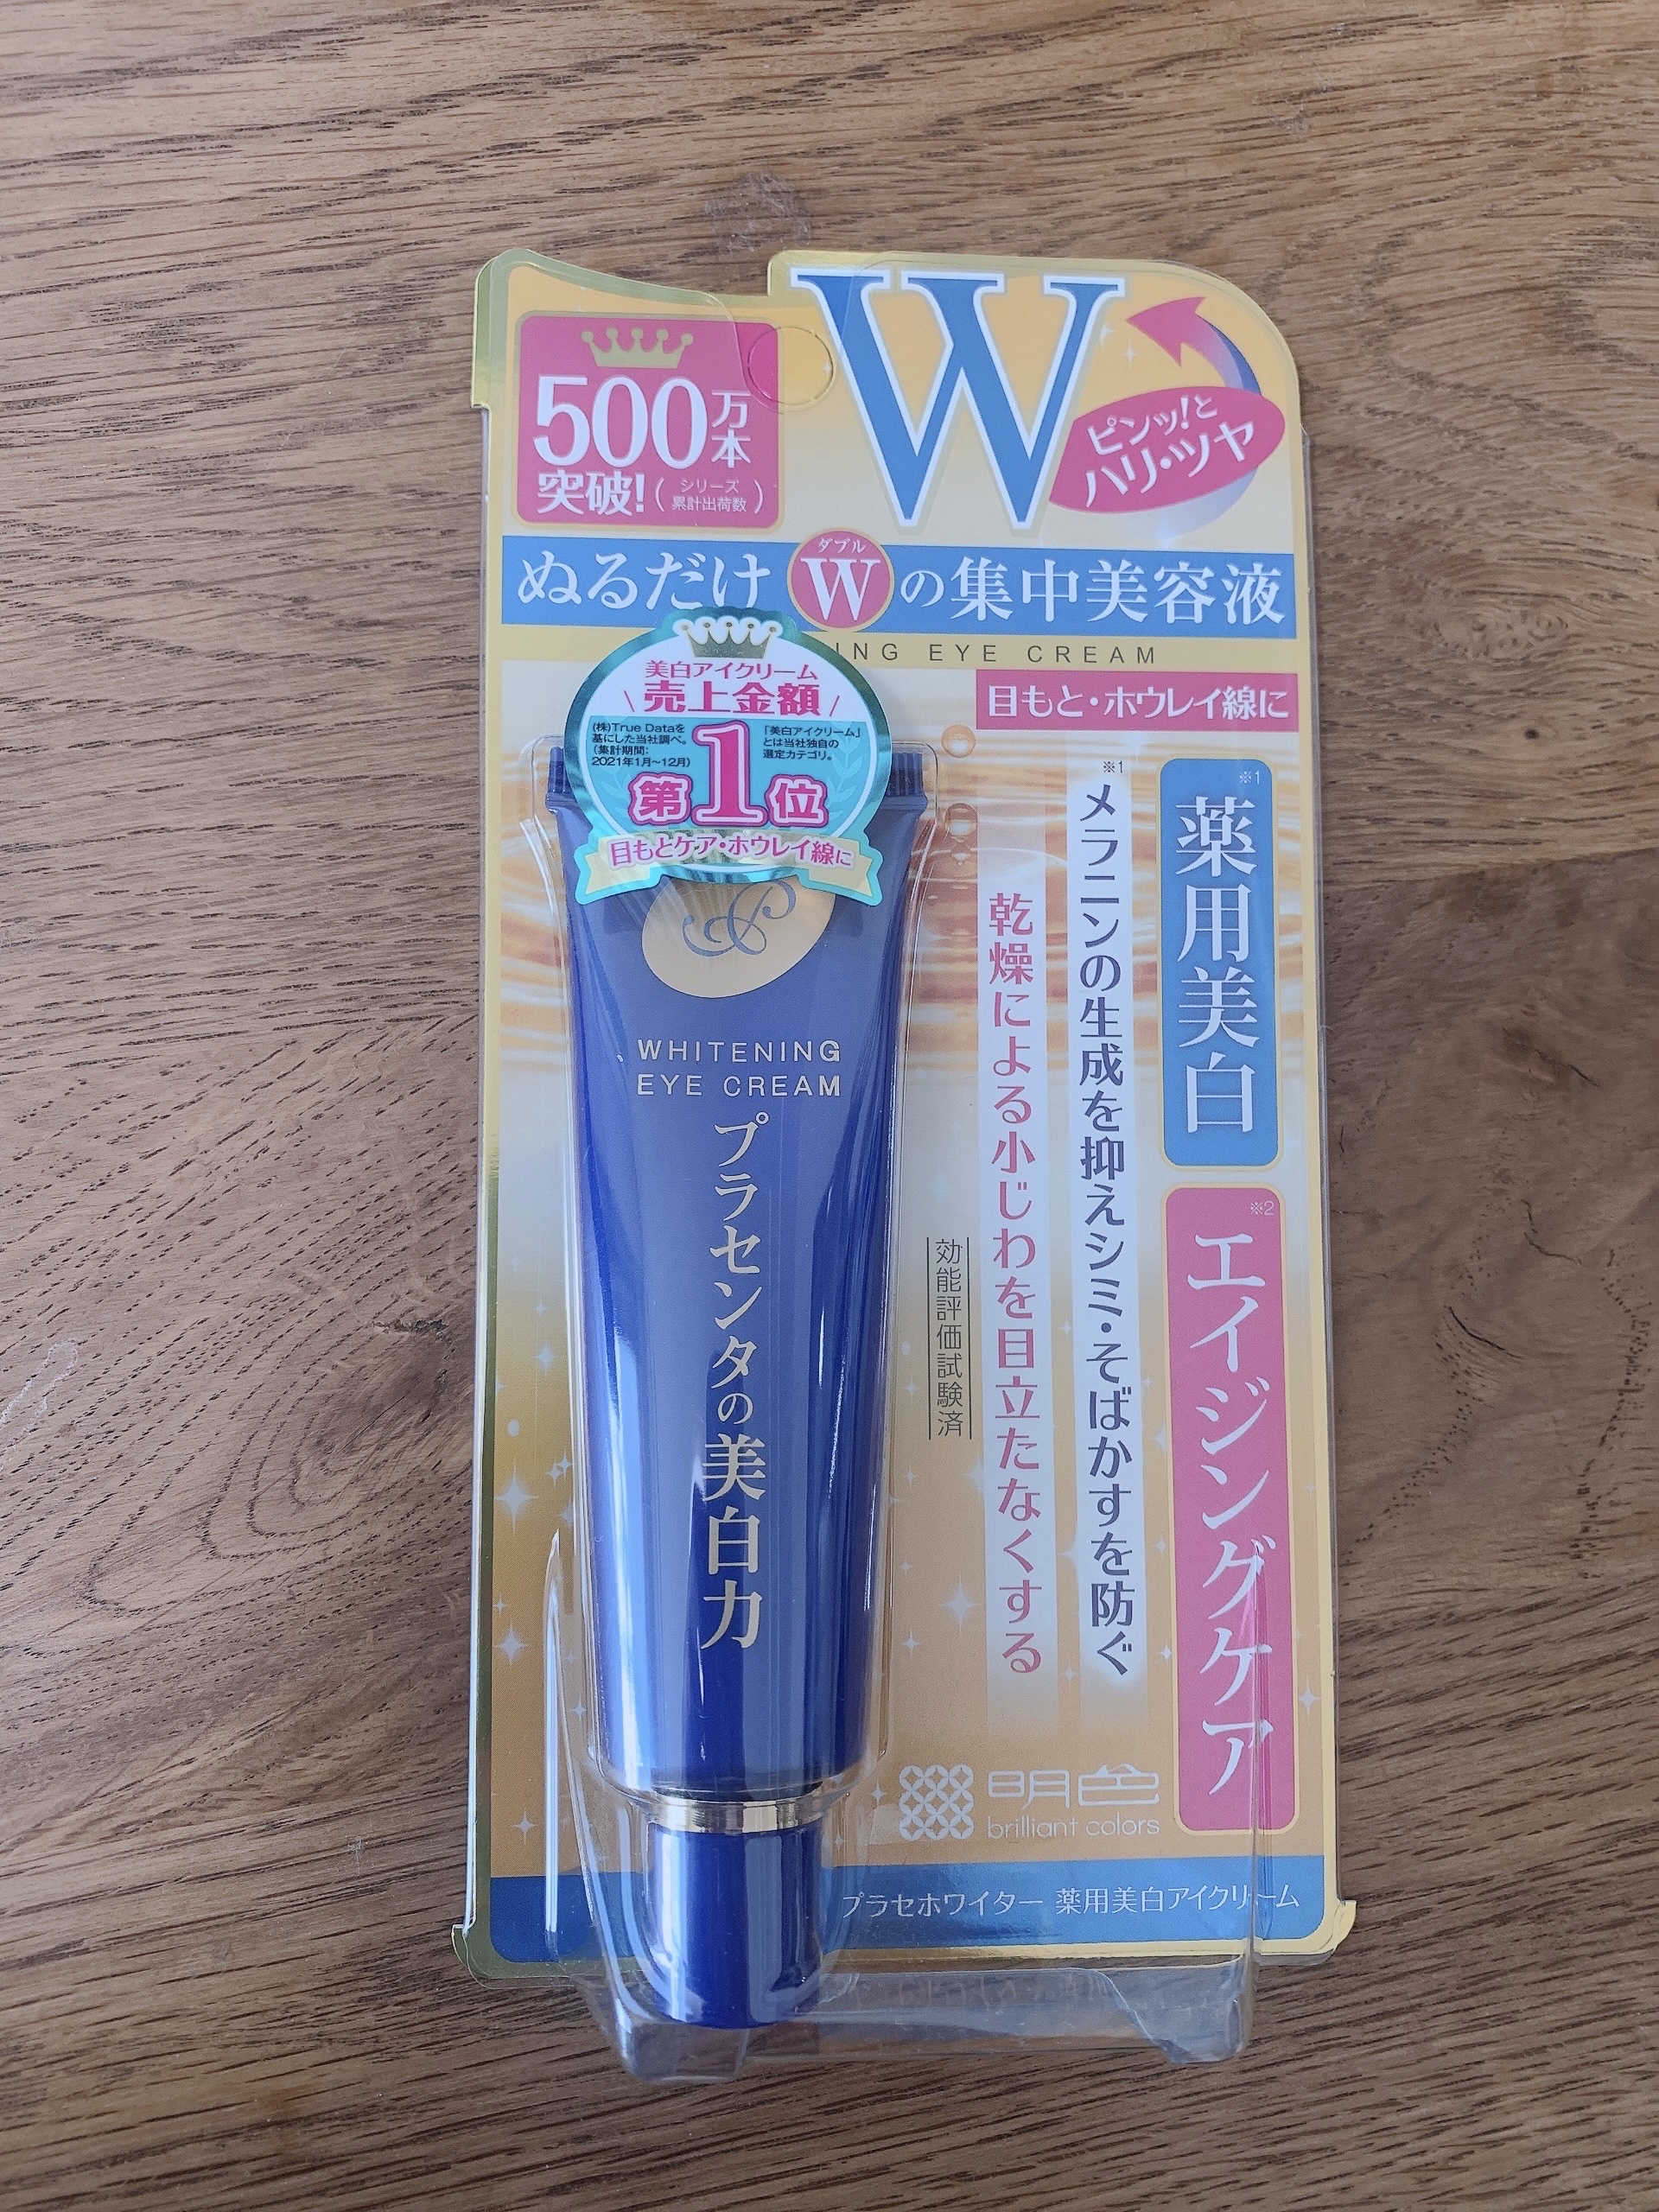 500万本
突破!(シリーズ累計出荷数)
W
ピンッ!と
ハリ・ツヤ
ダブル
ぬるだけWの集中美容液
ING EYE CREAM
目もと・ホウレイ線に
美白アイクリーム
売上金額
(株)True Dataを
基にした当社調べ。
(集計期間:
2021年1月~12月)
「美白アイクリーム」
とは当社独自の
選定カテゴリ。
第1位
目もとケア・ホウレイ線に
※1
薬用美白
※1
メラニンの生成を抑えシミ・そばかすを防ぐ
※2
エイジングケア
乾燥による小じわを目立たなくする
効能評価試験済
WHITENING
EYE CREAM
プラセンタの美白力
明色
brilliant colors
プラセホワイター 薬用美白アイクリーム